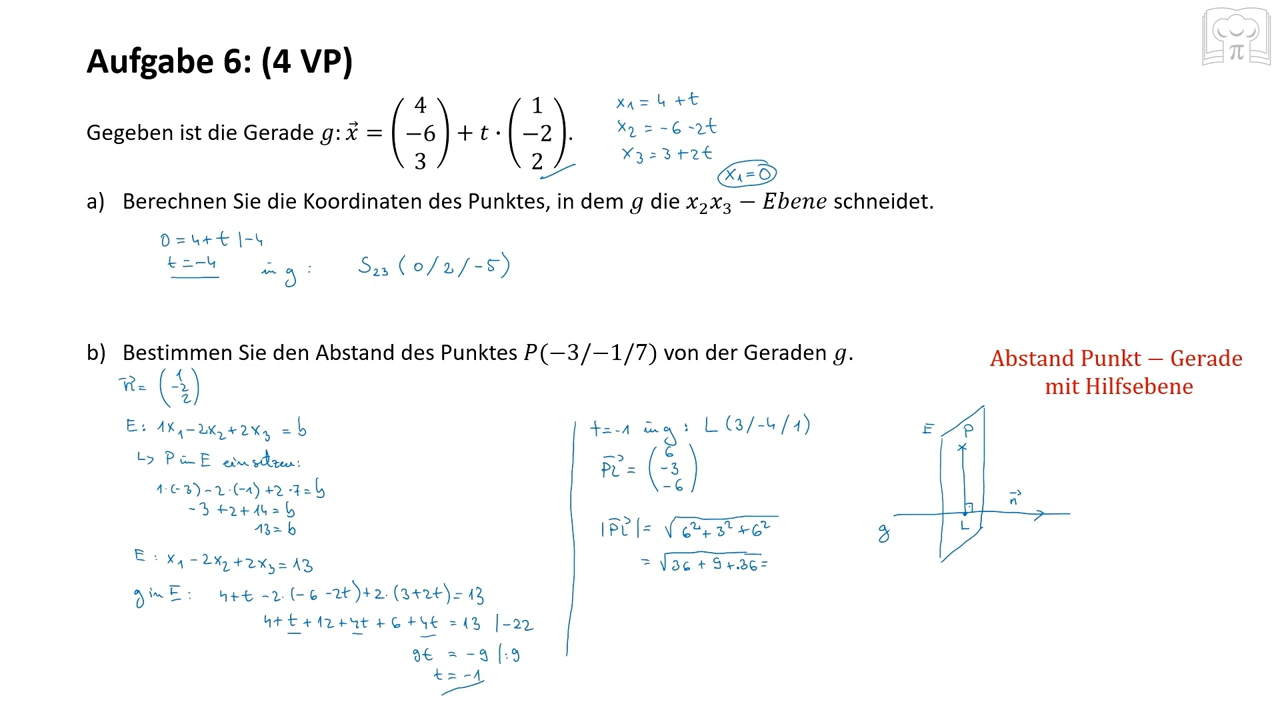 Aufgabe 6: (4 VP)
Gegeben ist die Gerade g: x⃗ = (4 −6 3) + t · (1 −2 2).
x1 = 4 + t
x2 = -6 -2t
x3 = 3 + 2t
x1 = 0
a) Berechnen Sie die Koordinaten des Punktes, in dem g die x₂x₃ − Ebene schneidet.
0 = 4 + t |-4
t = -4 in g: S23 (0/2/-5)
b) Bestimmen Sie den Abstand des Punktes P(−3/−1/7) von der Geraden g.
n⃗ = (1 -2 2)
E: 1x1 - 2x2 + 2x3 = b
↳ P in E einsetzen:
1·(-3) - 2·(-1) + 2·7 = b
-3 + 2 + 14 = b
13 = b
E: x1 - 2x2 + 2x3 = 13
g in E: 4+t -2·(-6 -2t) + 2·(3+2t) = 13
4 + t + 12 + 4t + 6 + 4t = 13 |-22
9t = -9 |:9
t = -1
t = -1 in g: L (3/-4/1)
PL⃗ = (6 -3 -6)
|PL⃗| = √(6² + 3² + 6²)
= √(36 + 9 + 36 =
Abstand Punkt − Gerade
mit Hilfsebene
E
P
n⃗
L
g
π